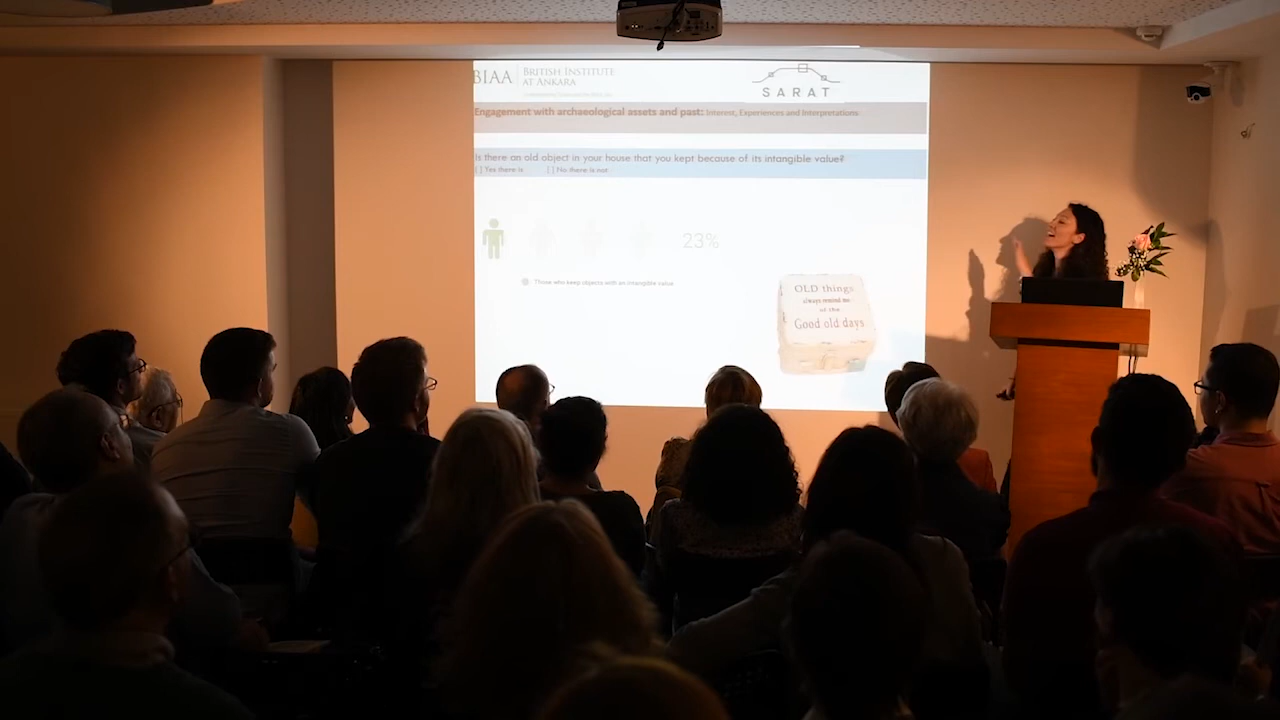 BIAA
BRITISH INSTITUTE
AT ANKARA
SARAT
Engagement with archaeological assets and past: Interest, Experiences and Interpretations
Is there an old object in your house that you kept because of its intangible value?
[ ] Yes there is [ ] No there is not
23%
Those who keep objects with an intangible value
OLD things
always remind me
of the
Good old days